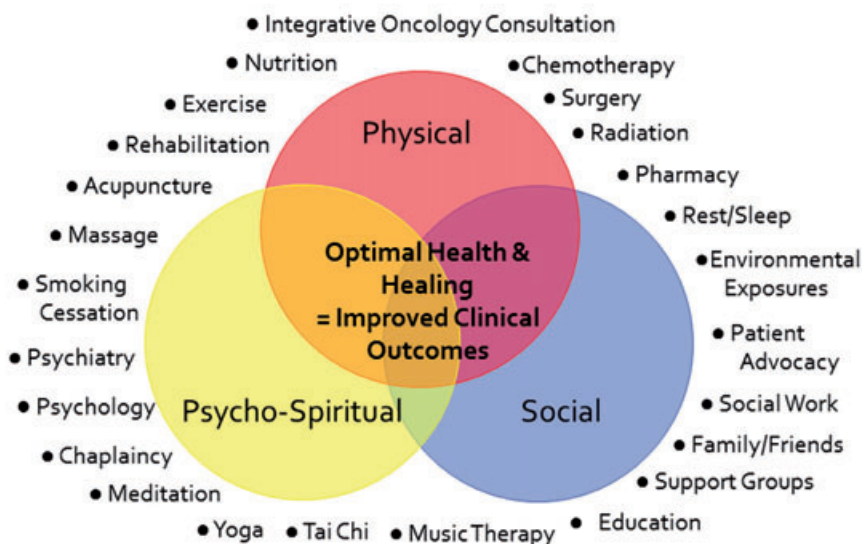 • Integrative Oncology Consultation
• Nutrition
• Chemotherapy
• Exercise
• Surgery
• Rehabilitation
Physical
• Radiation
• Acupuncture
• Pharmacy
• Massage
• Rest/Sleep
Optimal Health &
Healing
= Improved Clinical
Outcomes
• Environmental
Exposures
• Smoking
Cessation
• Patient
Advocacy
• Psychiatry
• Psychology
Psycho-Spiritual
Social
• Social Work
• Chaplaincy
• Family/Friends
• Meditation
• Support Groups
• Yoga
• Tai Chi
• Music Therapy
• Education